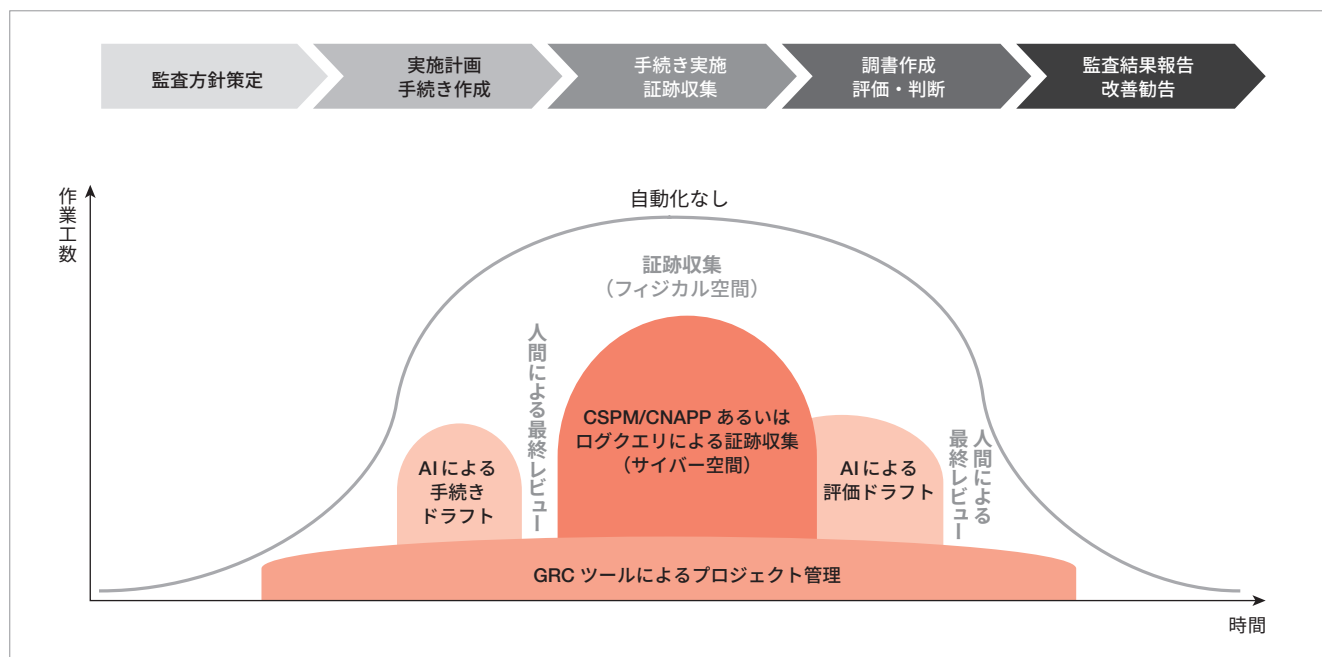 監査方針策定
実施計画
手続き作成
手続き実施
証跡収集
調書作成
評価・判断
監査結果報告
改善勧告
作業工数
自動化なし
証跡収集
（フィジカル空間）
人間による最終レビュー
CSPM/CNAPP あるいは
ログクエリによる証跡収集
（サイバー空間）
AIによる
手続き
ドラフト
AIによる
評価ドラフト
人間による
最終レビュー
GRC ツールによるプロジェクト管理
時間